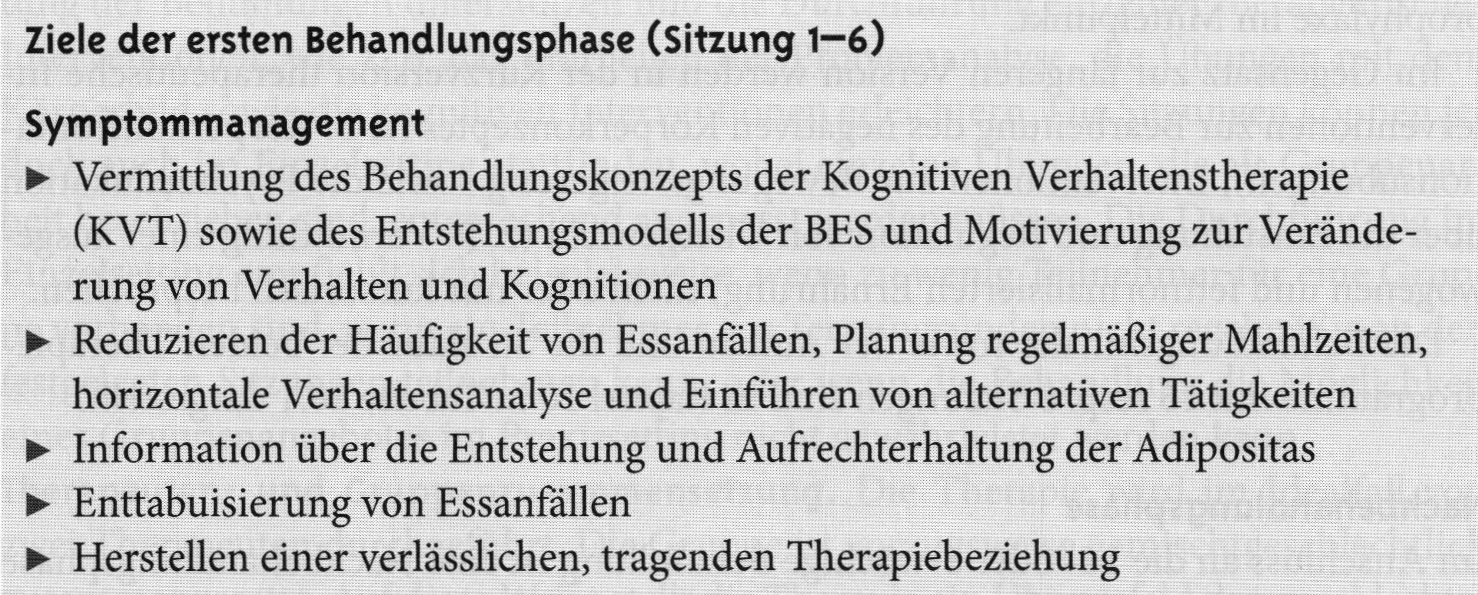 Ziele der ersten Behandlungsphase (Sitzung 1–6)
Symptommanagement
► Vermittlung des Behandlungskonzepts der Kognitiven Verhaltenstherapie
(KVT) sowie des Entstehungsmodells der BES und Motivierung zur Verände-
rung von Verhalten und Kognitionen
► Reduzieren der Häufigkeit von Essanfällen, Planung regelmäßiger Mahlzeiten,
horizontale Verhaltensanalyse und Einführen von alternativen Tätigkeiten
► Information über die Entstehung und Aufrechterhaltung der Adipositas
► Enttabuisierung von Essanfällen
► Herstellen einer verlässlichen, tragenden Therapiebeziehung